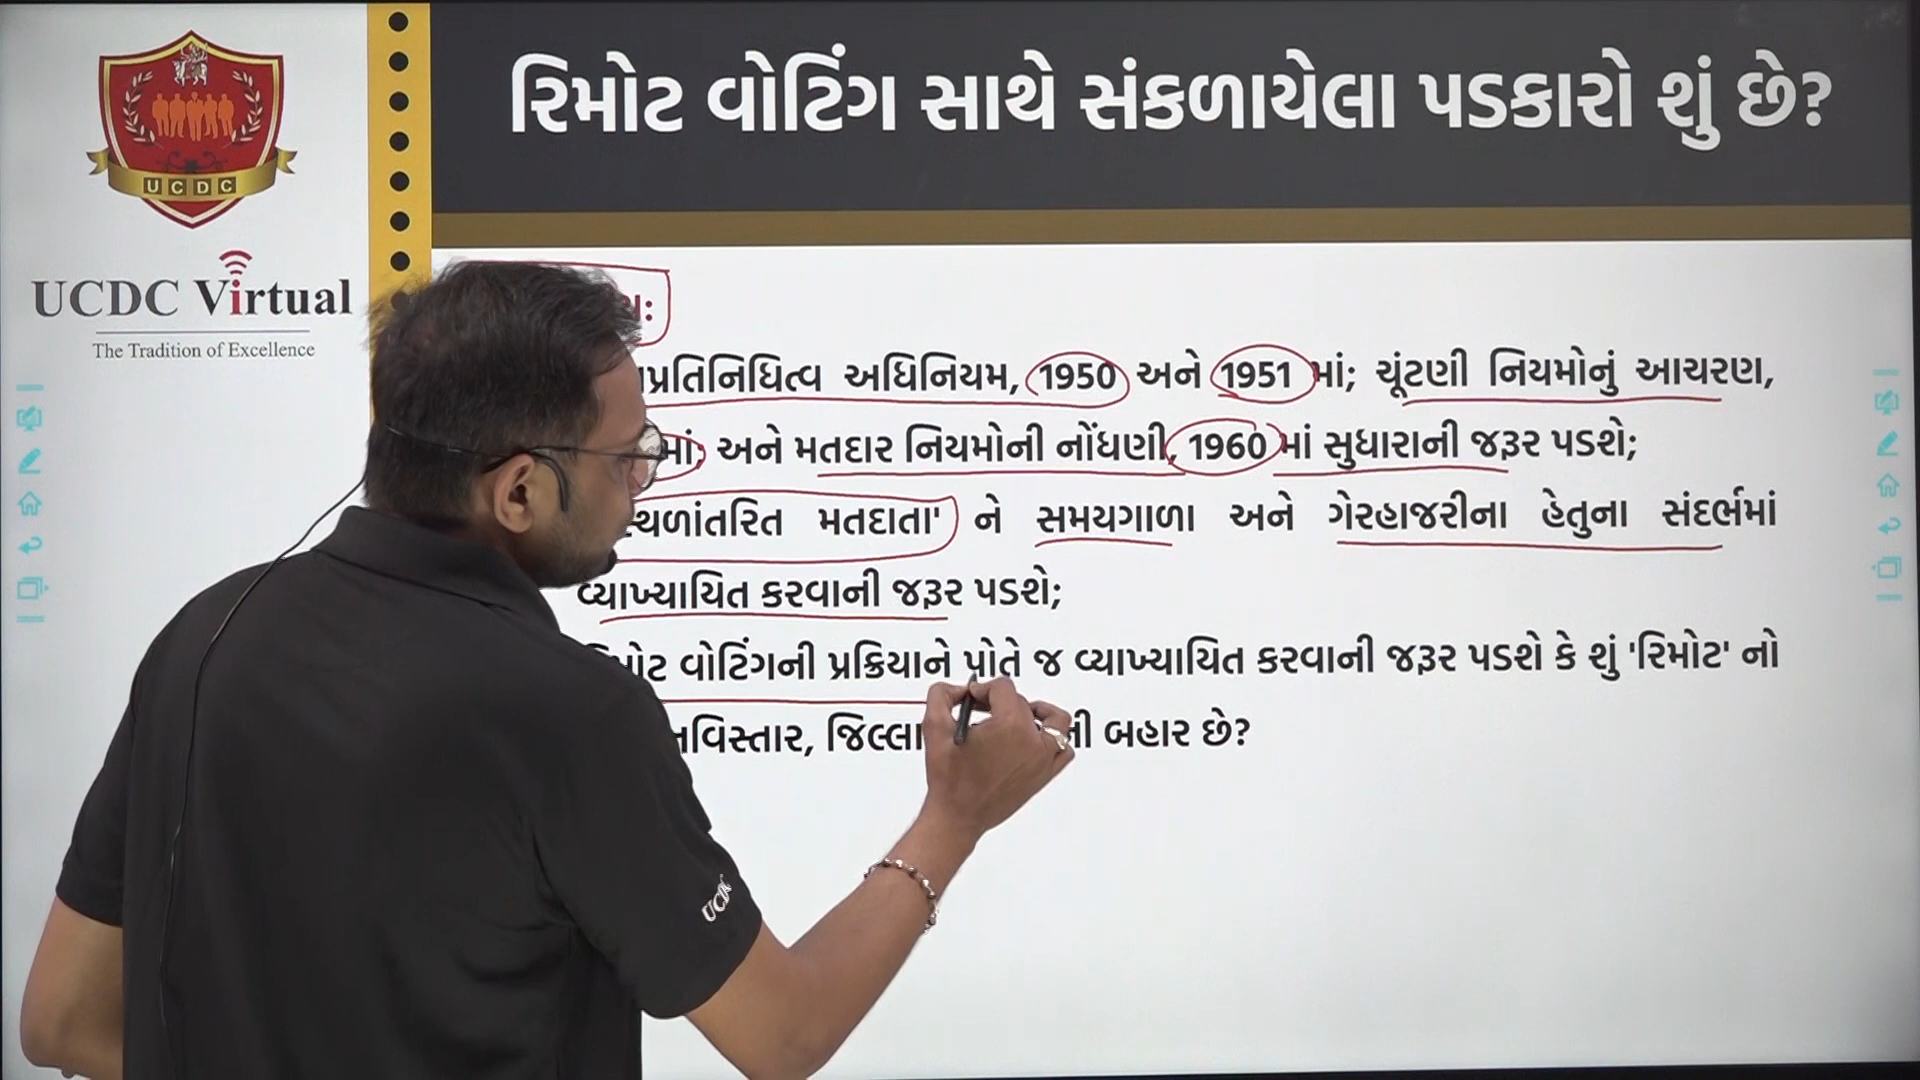 રિમોટ વોટિંગ સાથે સંકળાયેલા પડકારો શું છે?
UCDC
UCDC Virtual
The Tradition of Excellence
અધિનિયમ, 1950 અને 1951 માં; ચૂંટણી નિયમોનું આચરણ,
માં; અને મતદાર નિયમોની નોંધણી, 1960 માં સુધારાની જરૂર પડશે;
મતદાતા' ને સમયગાળા અને ગેરહાજરીના હેતુના સંદર્ભમાં
વ્યાખ્યાયિત કરવાની જરૂર પડશે;
વોટિંગની પ્રક્રિયાને પોતે જ વ્યાખ્યાયિત કરવાની જરૂર પડશે કે શું 'રિમોટ' નો
બહાર છે?
UCDC